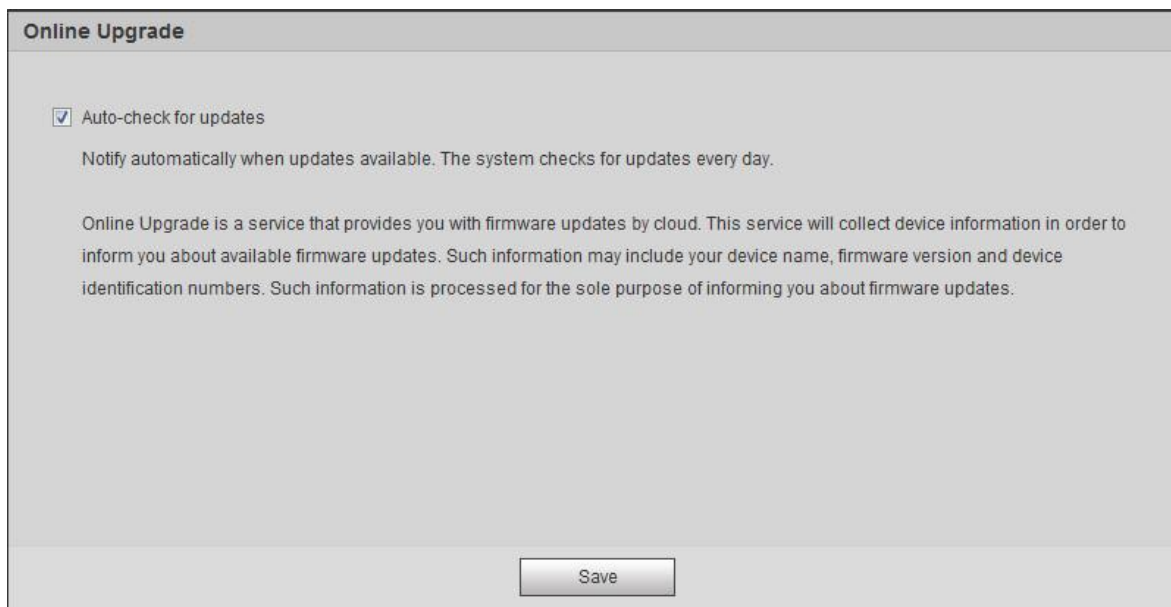 Online Upgrade
Auto-check for updates
Notify automatically when updates available. The system checks for updates every day.
Online Upgrade is a service that provides you with firmware updates by cloud. This service will collect device information in order to
inform you about available firmware updates. Such information may include your device name, firmware version and device
identification numbers. Such information is processed for the sole purpose of informing you about firmware updates.
Save